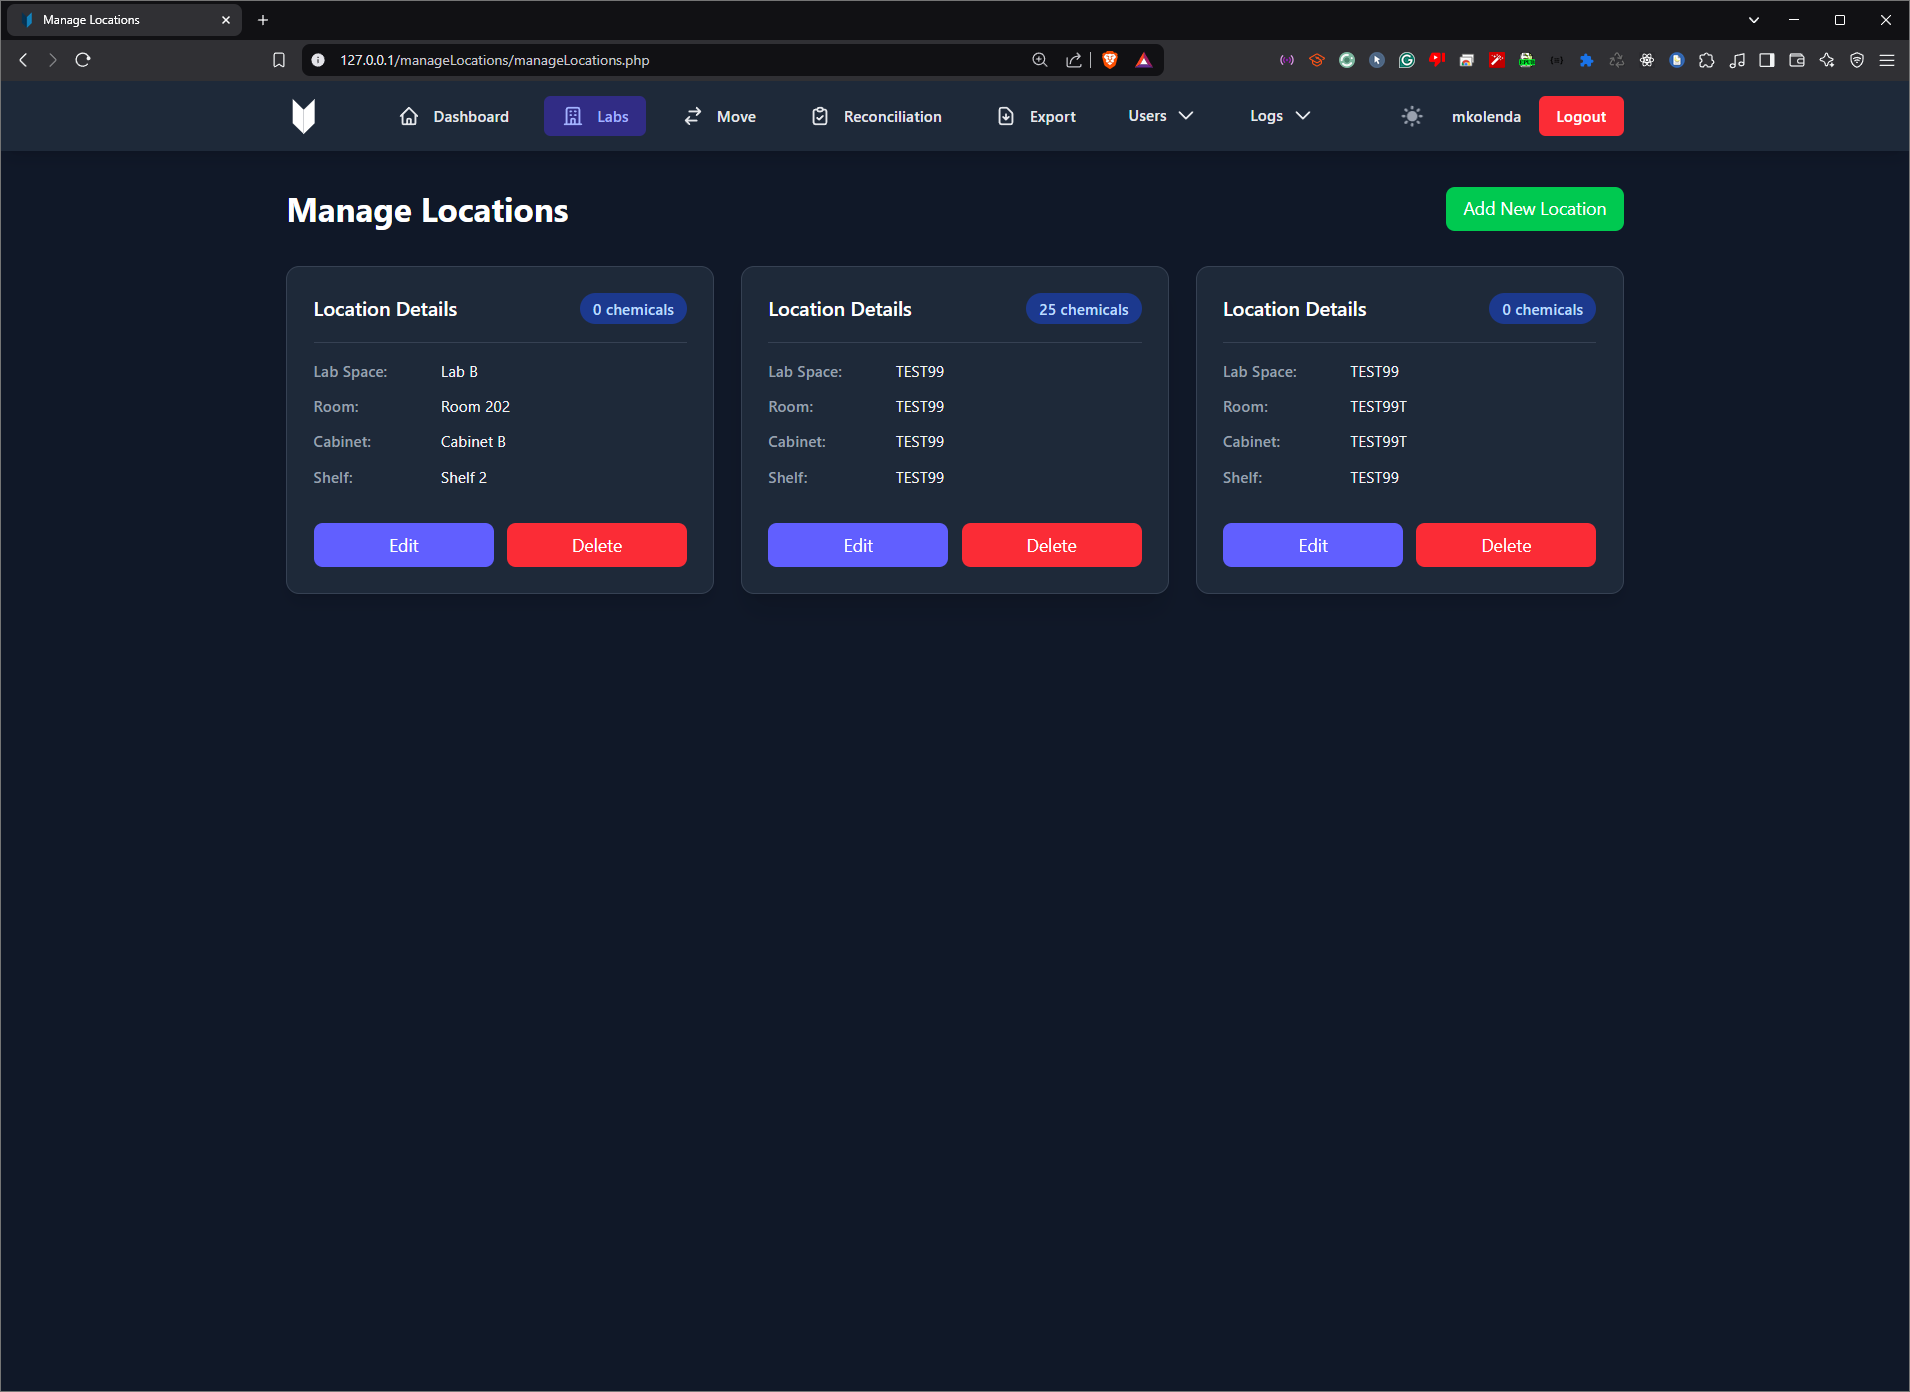 Manage Locations
127.0.0.1/manageLocations/manageLocations.php
Dashboard Labs Move Reconciliation Export Users Logs mkolenda Logout
Manage Locations
Add New Location
Location Details 0 chemicals
Lab Space: Lab B
Room: Room 202
Cabinet: Cabinet B
Shelf: Shelf 2
Edit Delete
Location Details 25 chemicals
Lab Space: TEST99
Room: TEST99
Cabinet: TEST99
Shelf: TEST99
Edit Delete
Location Details 0 chemicals
Lab Space: TEST99
Room: TEST99T
Cabinet: TEST99T
Shelf: TEST99
Edit Delete